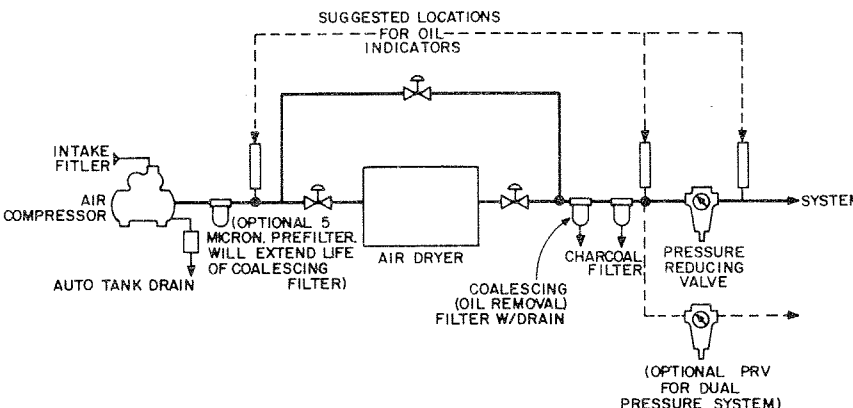 SUGGESTED LOCATIONS
FOR OIL
INDICATORS
INTAKE
FITLER
AIR
COMPRESSOR
(OPTIONAL 5
MICRON. PREFILTER.
WILL EXTEND LIFE
OF COALESCING
FILTER)
AUTO TANK DRAIN
AIR DRYER
COALESCING
(OIL REMOVAL)
FILTER W/DRAIN
CHARCOAL
FILTER
PRESSURE
REDUCING
VALVE
SYSTEM
(OPTIONAL PRV
FOR DUAL
PRESSURE SYSTEM)